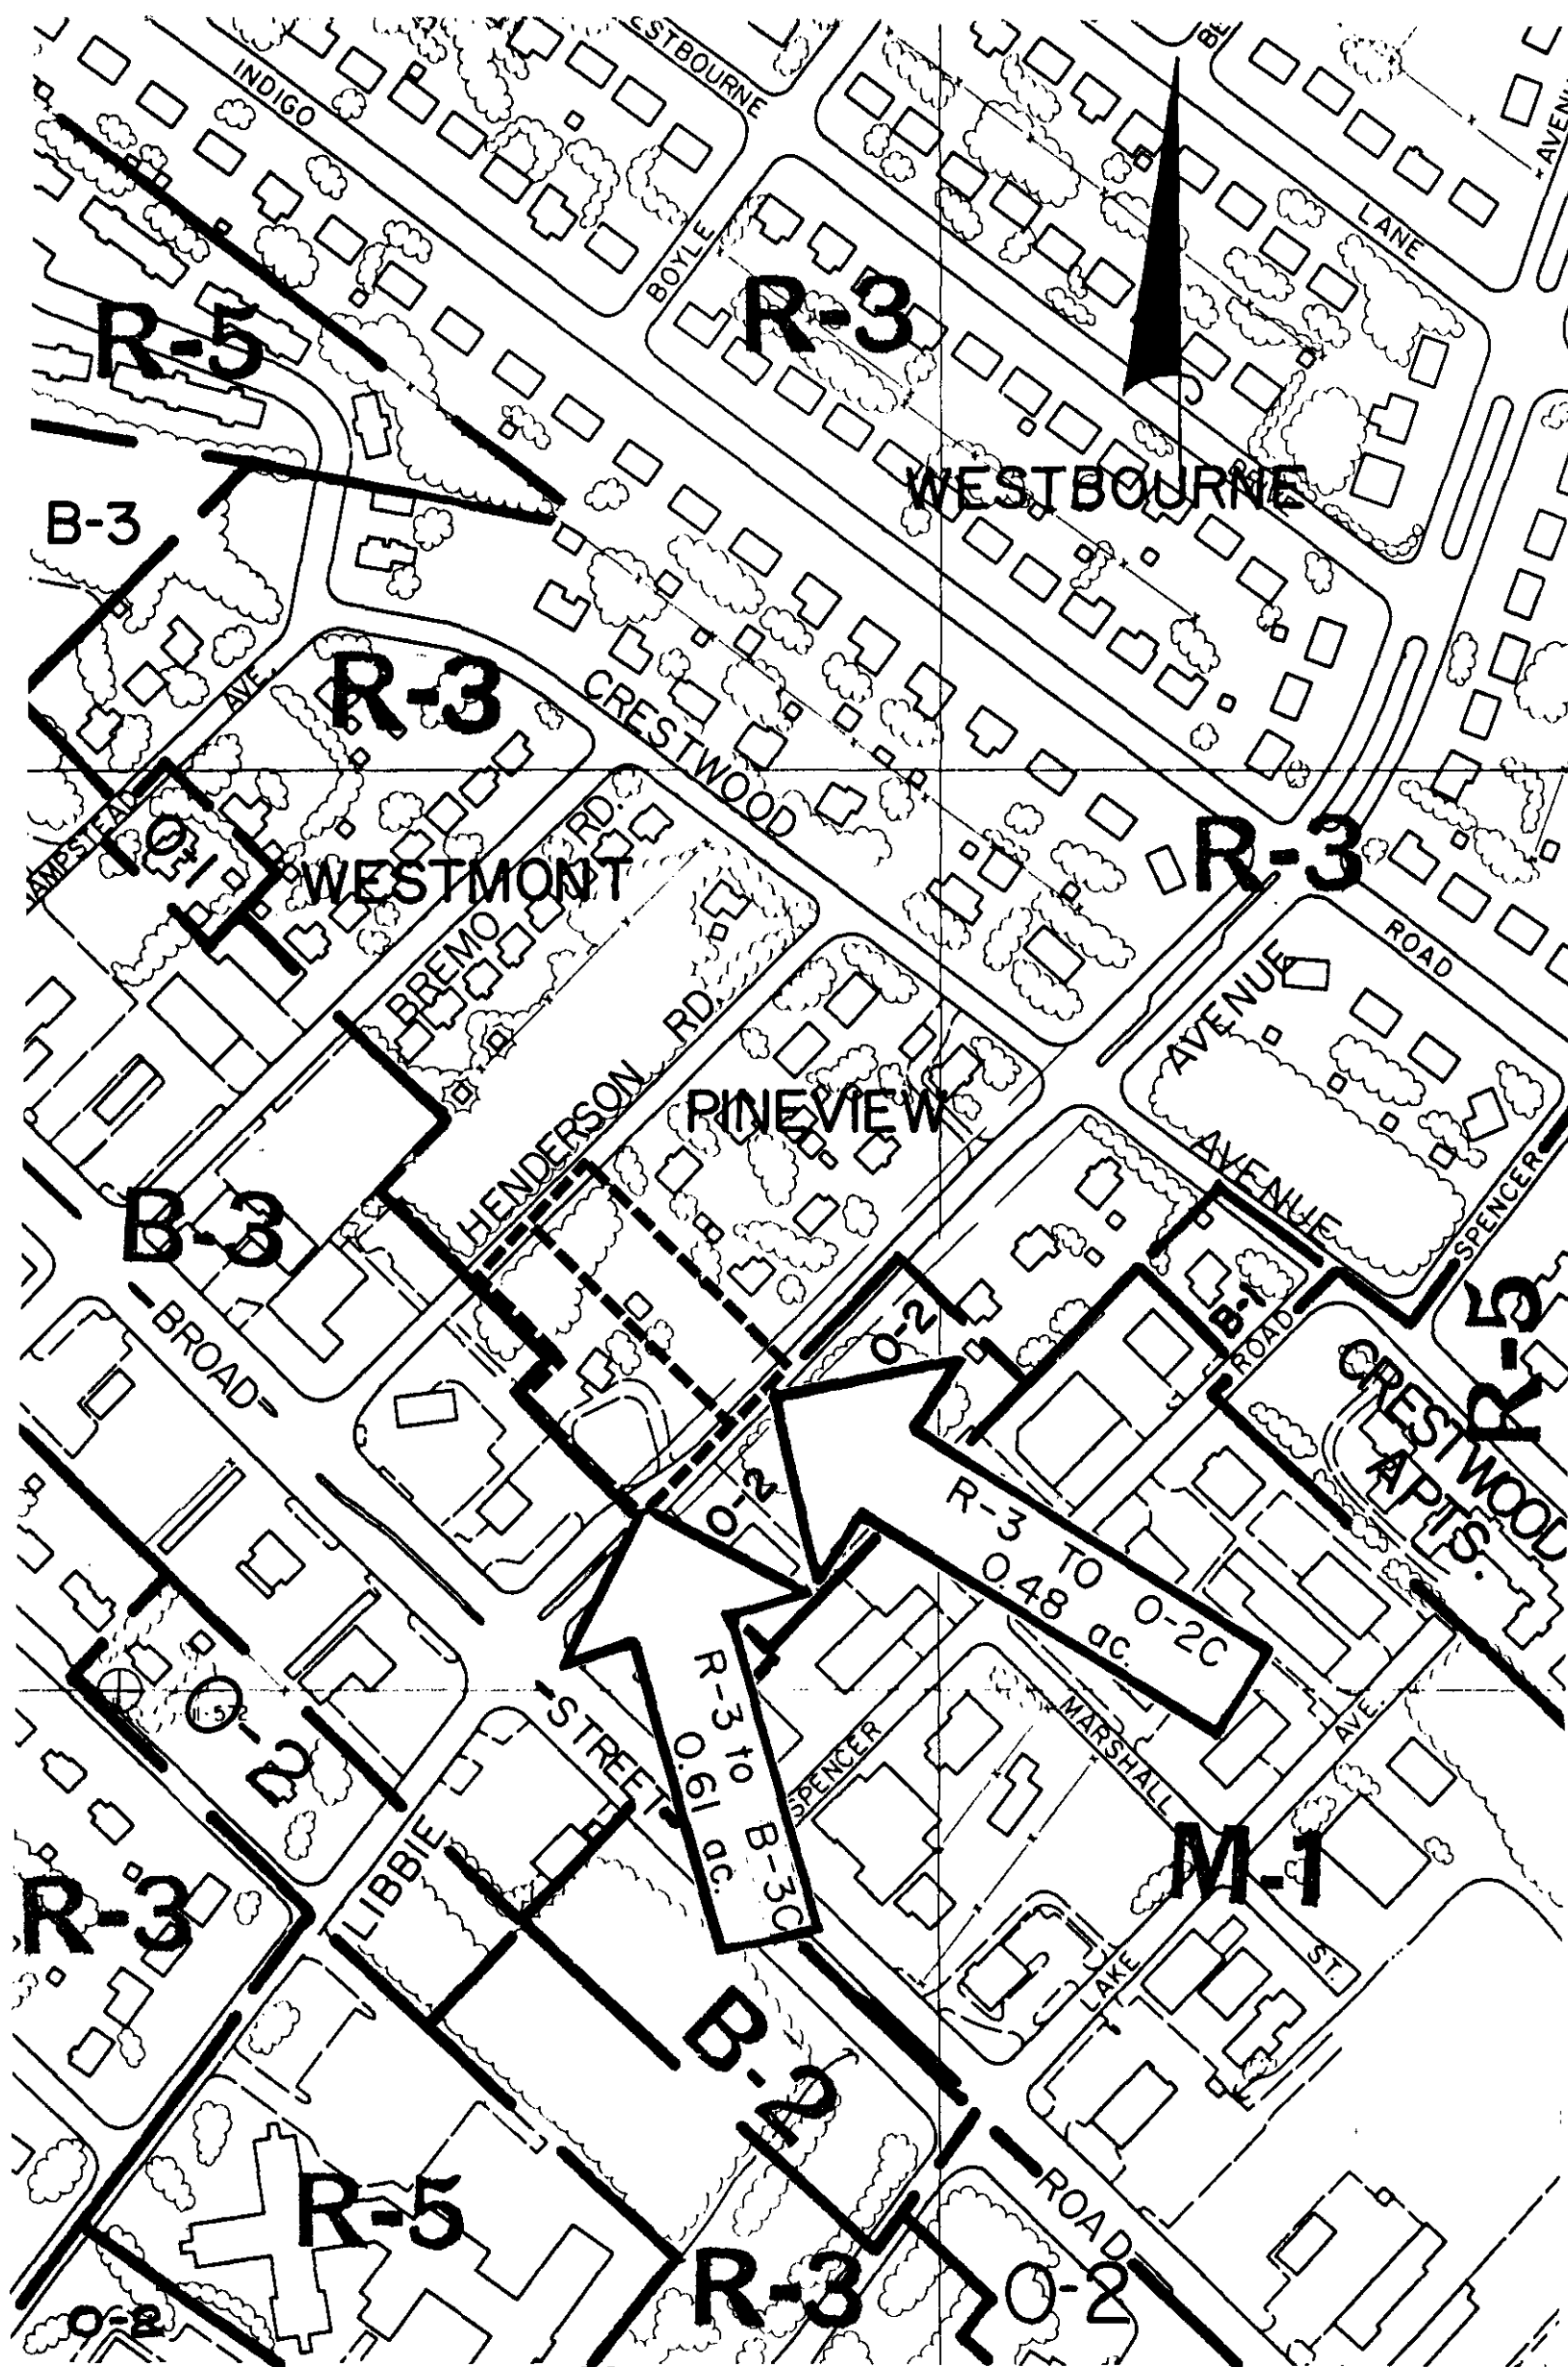 INDIGO
ESTBOURNE
BOYLE
LANE
AVEN
R-3
R-5
WESTBOURNE
B-3
R-3
AVE.
CRESTWOOD
AMPSTEAD
O-1
WESTMONT
RD.
BREMO
R-3
ROAD
AVENUE
HENDERSON RD.
PINEVIEW
AVENUE
SPENCER
B-3
BROAD
O-2
B-1
ROAD
R-5
CRESTWOOD
APTS.
O-2
R-3 TO O-2C
0.48 ac.
R-3 to B-3C
0.61 ac.
O-2
STREET
SPENCER
MARSHALL
AVE.
LIBBIE
M-1
R-3
LAKE
ST.
B-2
R-5
ROAD
R-3
O-2
O-2